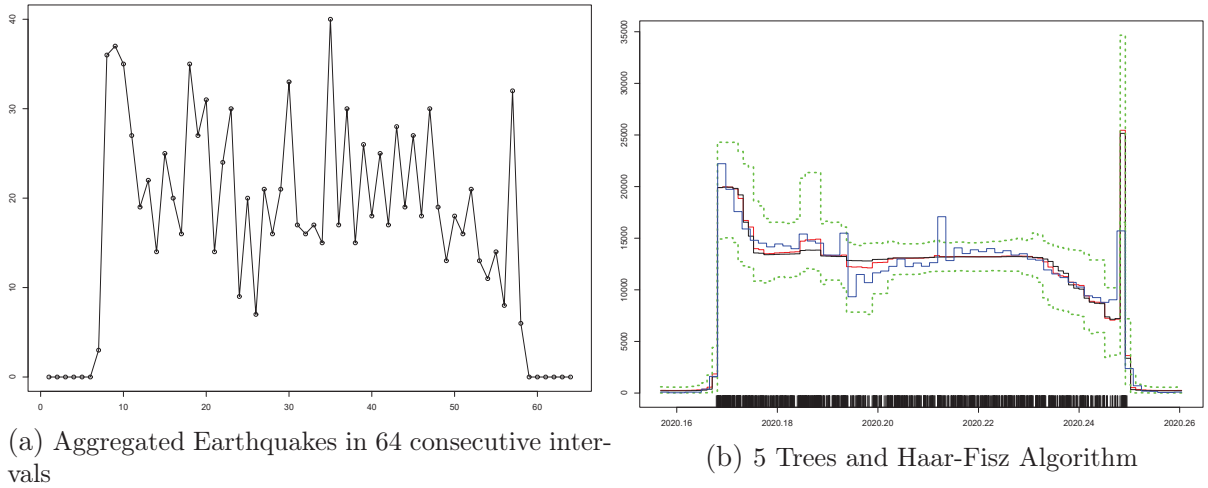 40
30
20
10
0
0 10 20 30 40 50 60
(a) Aggregated Earthquakes in 64 consecutive inter-
vals
35000
30000
25000
20000
15000
10000
5000
0
2020.16 2020.18 2020.20 2020.22 2020.24 2020.26
(b) 5 Trees and Haar-Fisz Algorithm